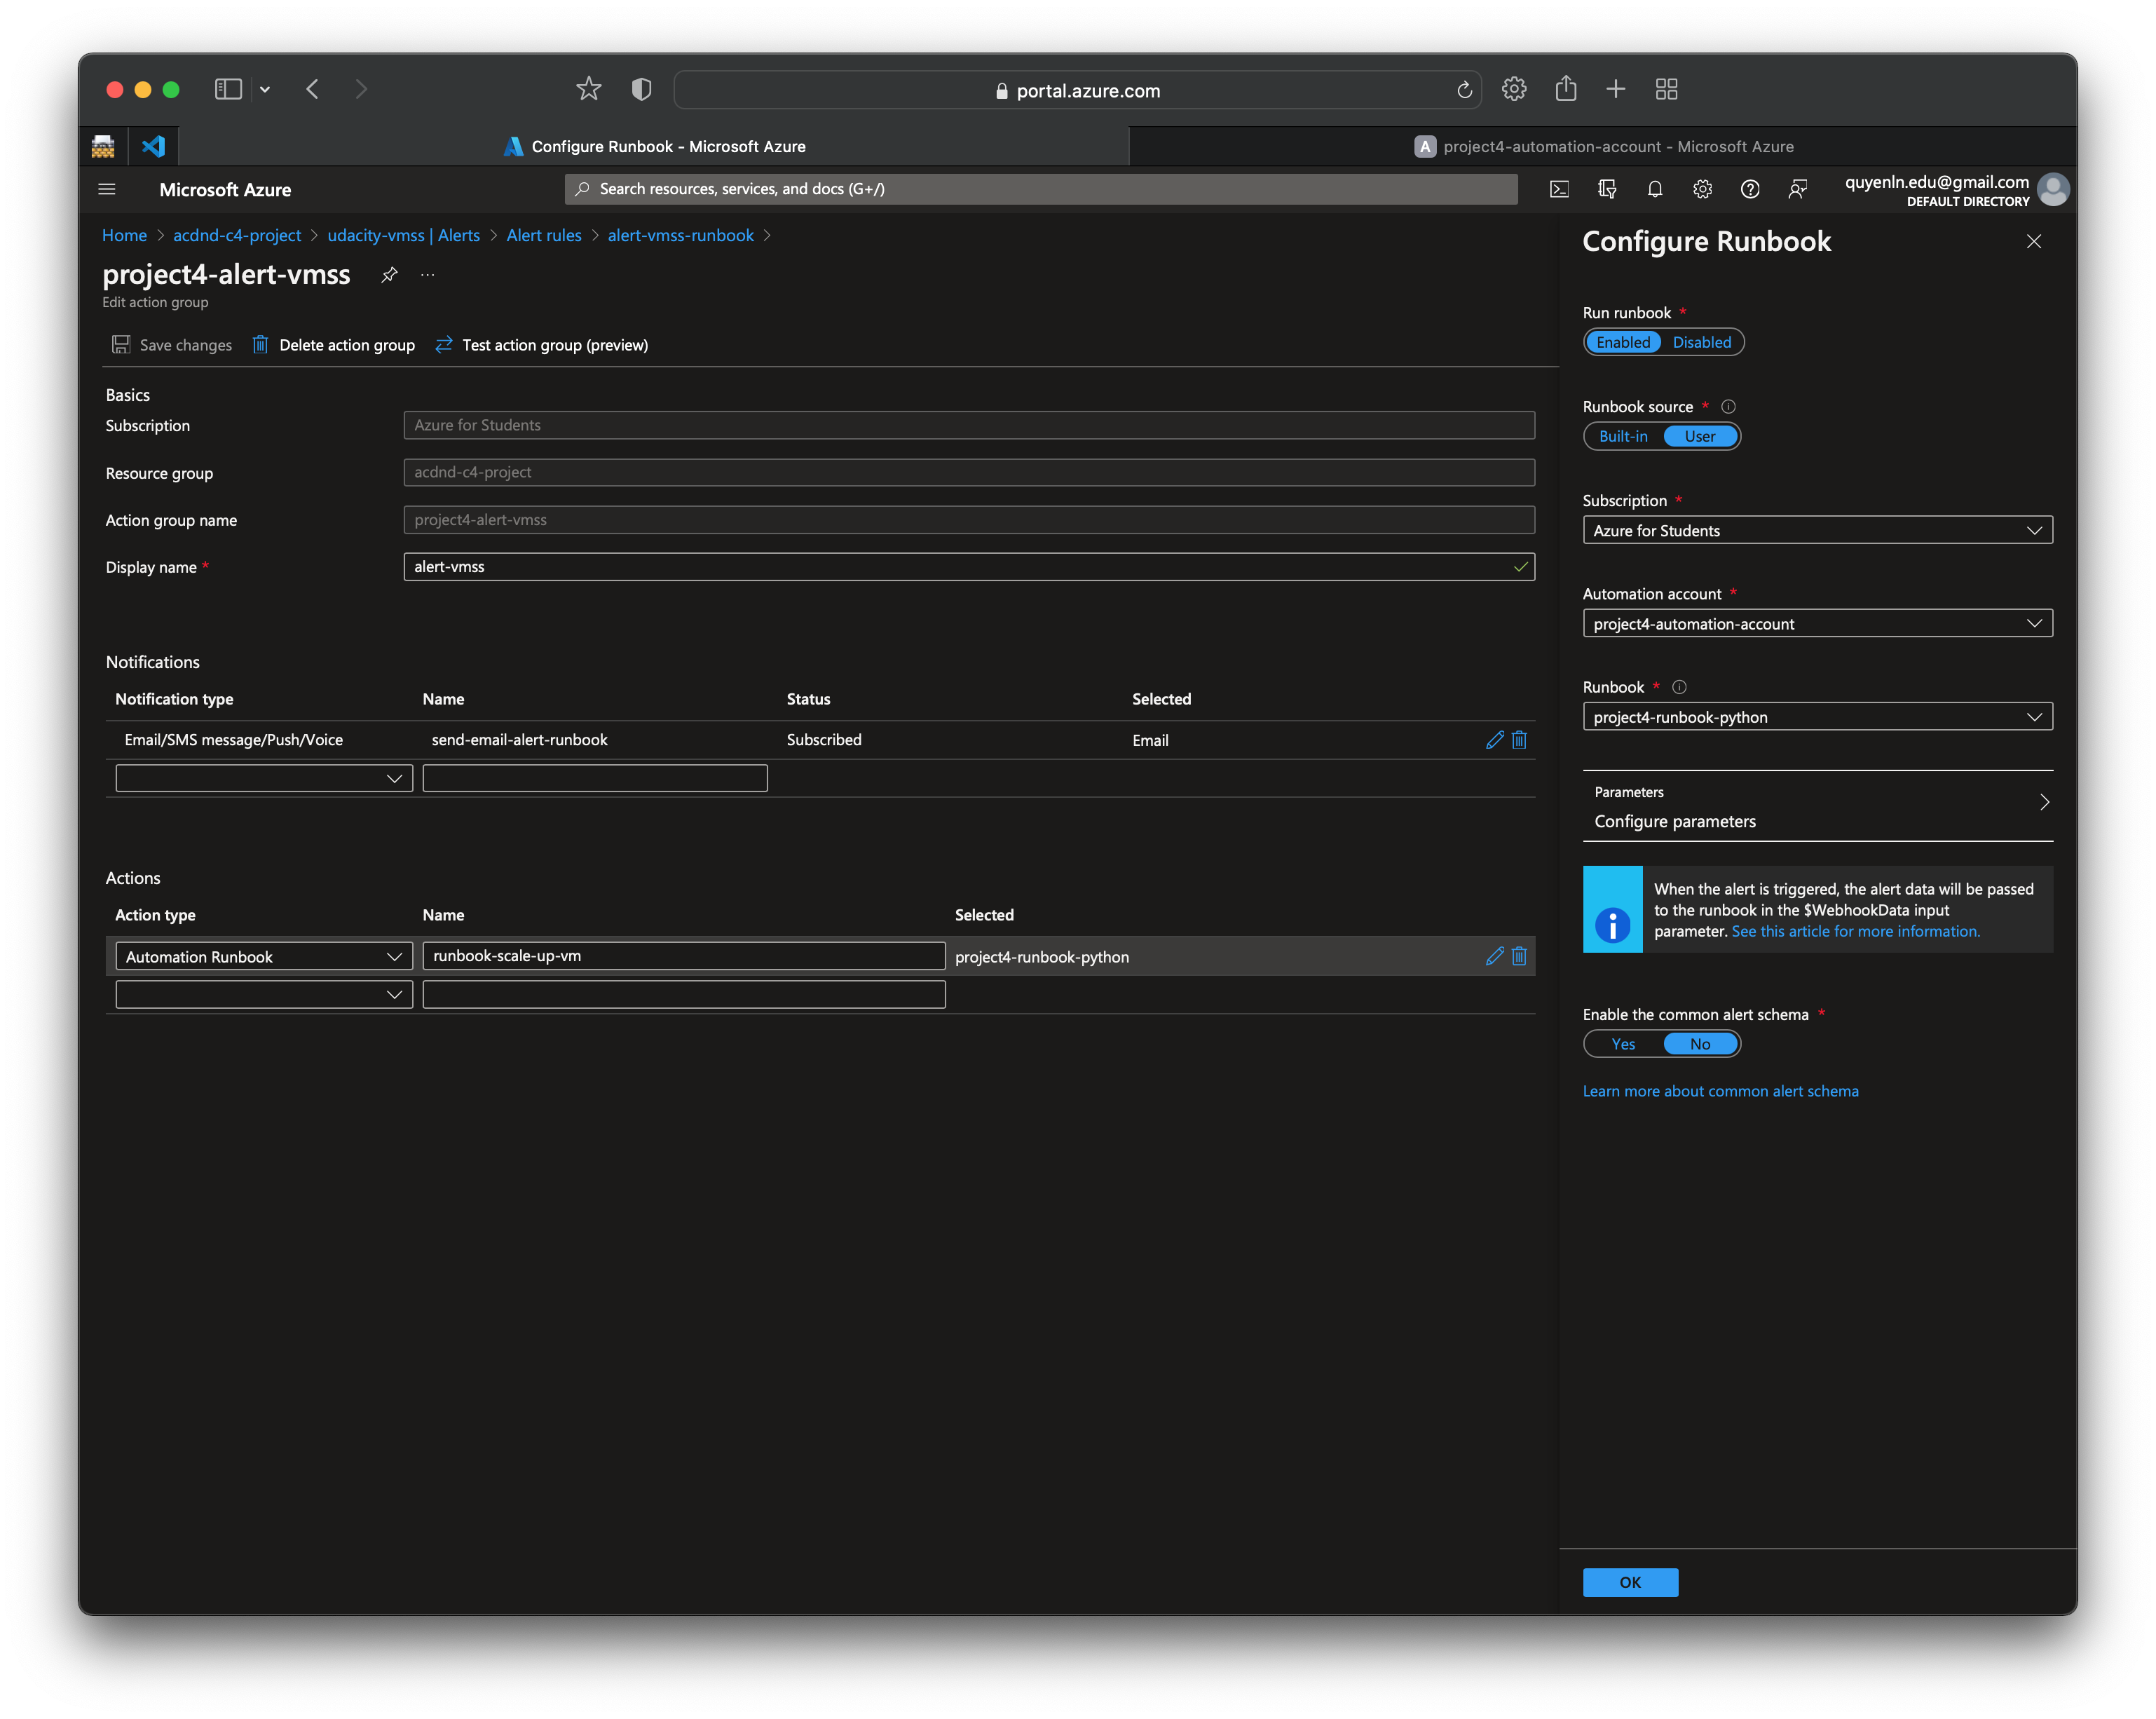 portal.azure.com
Configure Runbook - Microsoft Azure
A project4-automation-account - Microsoft Azure
Microsoft Azure
Search resources, services, and docs (G+/)
quyenln.edu@gmail.com
DEFAULT DIRECTORY
Home > acdnd-c4-project > udacity-vmss | Alerts > Alert rules > alert-vmss-runbook >
project4-alert-vmss ...
Edit action group
Save changes Delete action group Test action group (preview)
Basics
Subscription Azure for Students
Resource group acdnd-c4-project
Action group name project4-alert-vmss
Display name * alert-vmss
Notifications
Notification type Name Status Selected
Email/SMS message/Push/Voice send-email-alert-runbook Subscribed Email
Actions
Action type Name Selected
Automation Runbook runbook-scale-up-vm project4-runbook-python
Configure Runbook
Run runbook *
Enabled Disabled
Runbook source *
Built-in User
Subscription *
Azure for Students
Automation account *
project4-automation-account
Runbook *
project4-runbook-python
Parameters
Configure parameters
When the alert is triggered, the alert data will be passed
to the runbook in the $WebhookData input
parameter. See this article for more information.
Enable the common alert schema *
Yes No
Learn more about common alert schema
OK